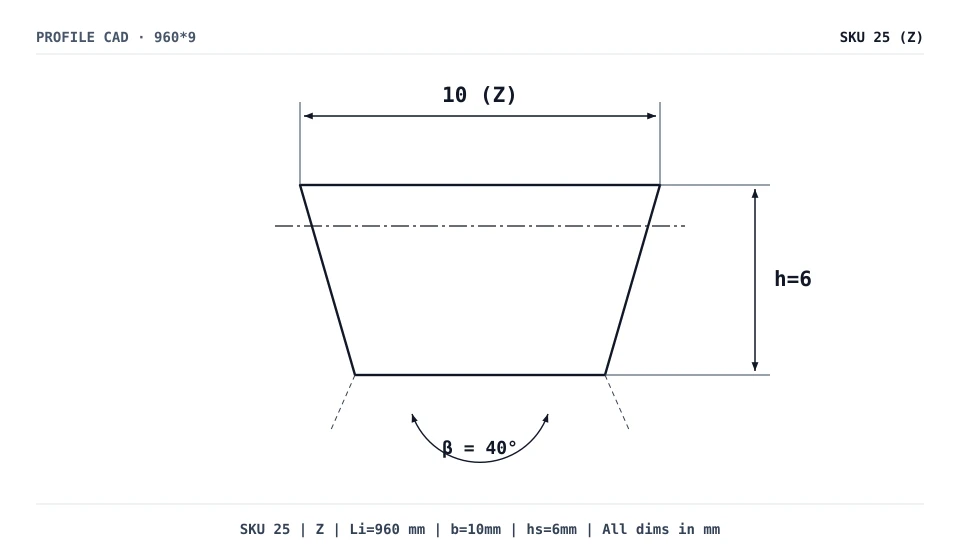 PROFILE CAD · 960*9
SKU 25 (Z)
10 (Z)
h=6
β = 40°
SKU 25 | Z | Li=960 mm | b=10mm | hs=6mm | All dims in mm